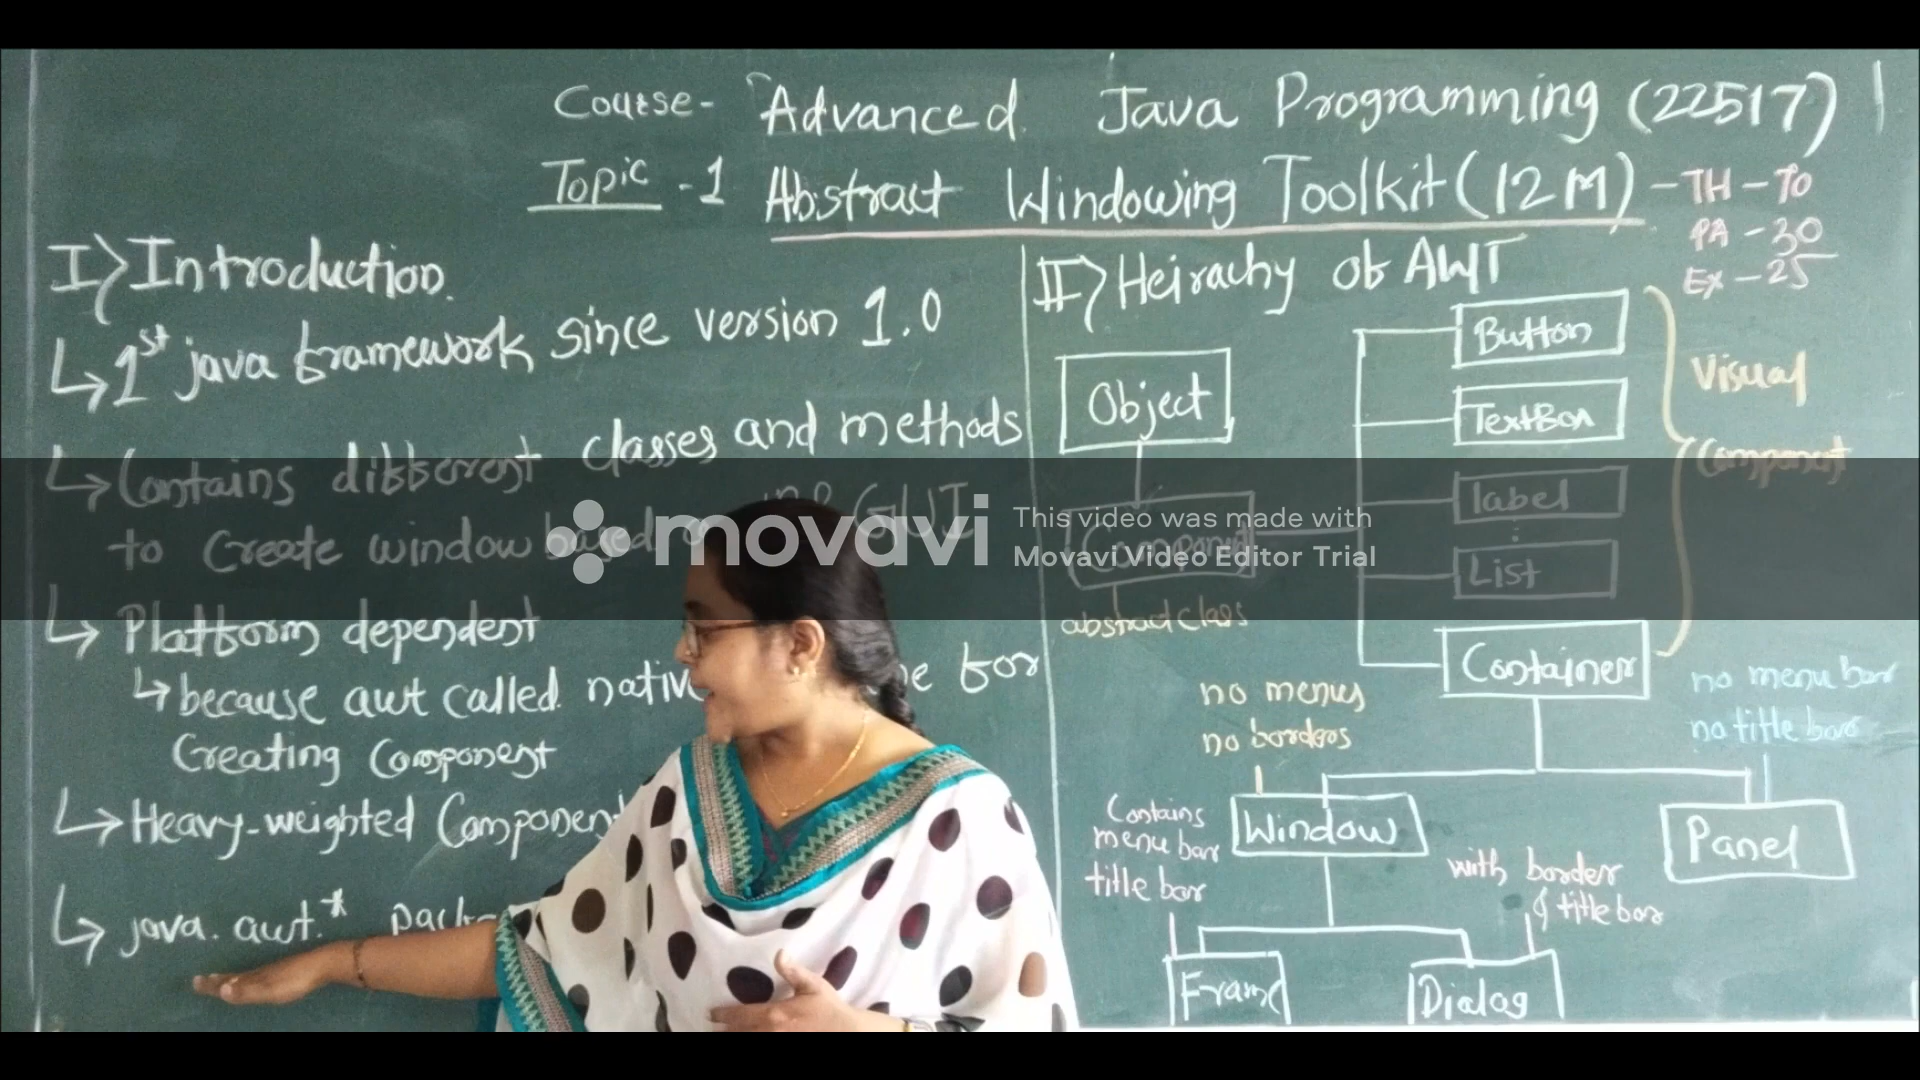 Course- Advanced Java Programming (22517)
Topic -1 Abstract Windowing Toolkit (12M)
- TH - 70
PA - 30
Ex - 25
I) Introduction.
↳ 1st java framework since version 1.0
↳ Contains different classes and methods
to Create window based GUI
↳ Platform dependent
↳ because awt called for
Creating Component
↳ Heavy-weighted
↳ java.awt.*
II) Heirachy of AWT
Object
abstract class
Button
TextBox
label
List
Container
Visual
Component
no menus
no borders
no menu bar
no title bar
Window
Panel
Contains
menu bar
title bar
with border
& title bar
Frame
Dialog
movavi
This video was made with
Movavi Video Editor Trial